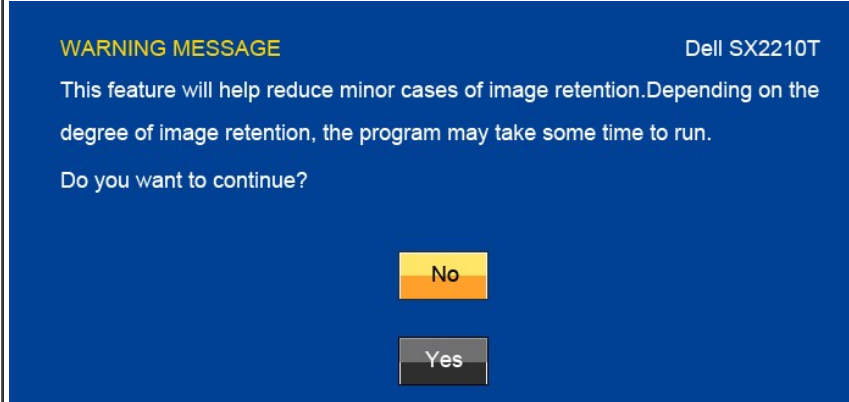 WARNING MESSAGE Dell SX2210T
This feature will help reduce minor cases of image retention.Depending on the
degree of image retention, the program may take some time to run.
Do you want to continue?
No
Yes